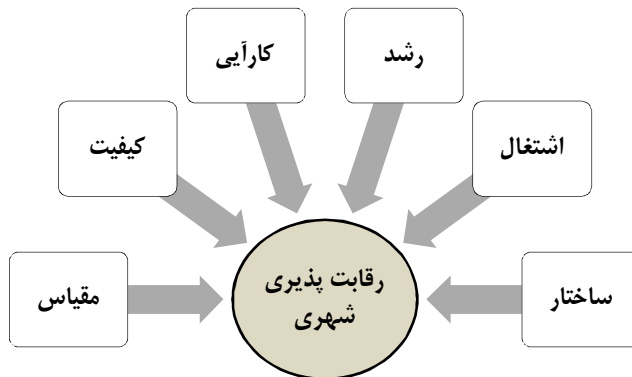 کارآیی
رشد
کیفیت
اشتغال
مقیاس
رقابت پذیری
شهری
ساختار